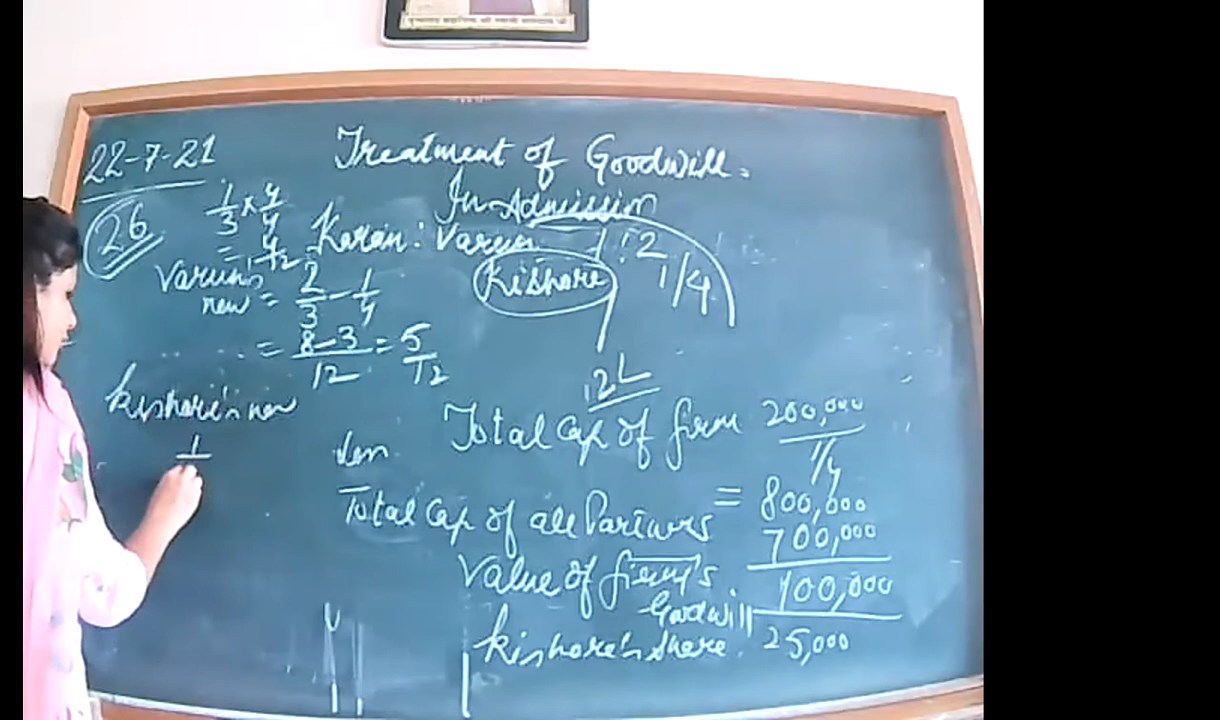 22-7-21
Treatment of Goodwill.
In Admission
26
1/3 × 4/4
= 4/12
Karan : Varun 1 : 2
Kishore 1/4
Varun's new = 2/3 - 1/4
= 8-3/12 = 5/12
Kishore's new
1
12L
Total Cap of firm 200,000
1/4
Less
= 800,000
Total Cap of all Partners 700,000
Value of firm's Goodwill 100,000
Kishore's share. 25,000